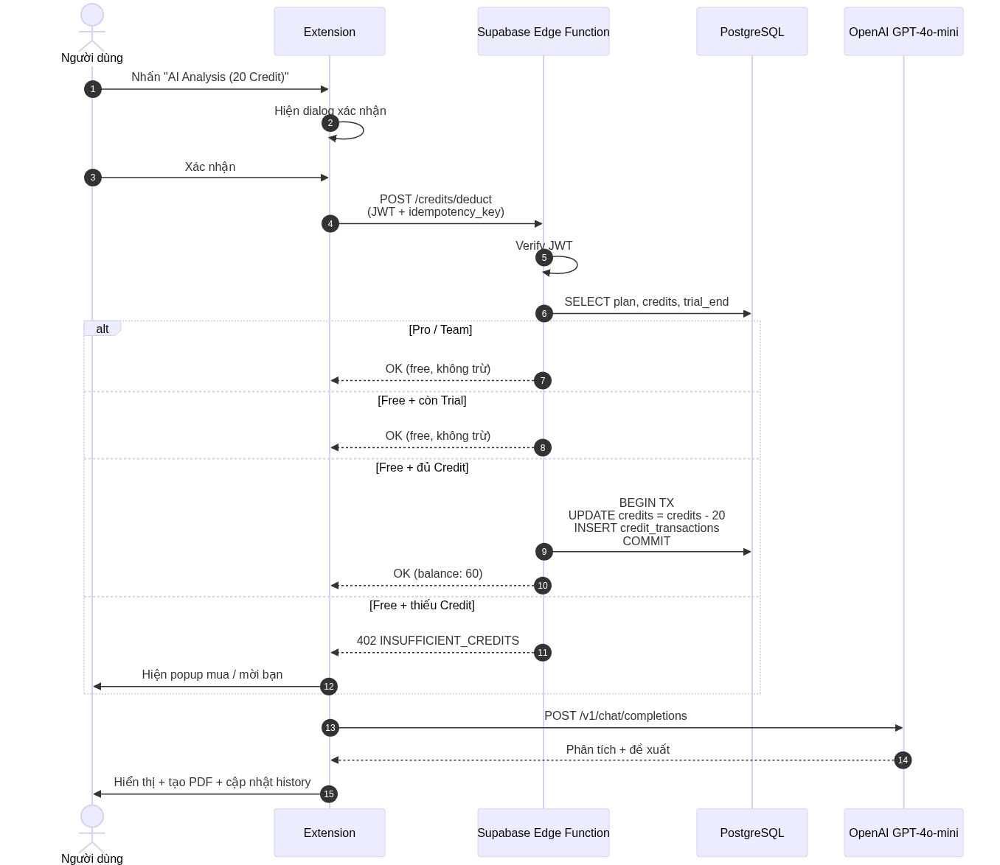 Người dùng
Extension
Supabase Edge Function
PostgreSQL
OpenAI GPT-4o-mini
Nhấn "AI Analysis (20 Credit)"
1
Hiện dialog xác nhận
2
Xác nhận
3
POST /credits/deduct
(JWT + idempotency_key)
4
Verify JWT
5
SELECT plan, credits, trial_end
6
alt
[Pro / Team]
OK (free, không trừ)
7
[Free + còn Trial]
OK (free, không trừ)
8
[Free + đủ Credit]
BEGIN TX
UPDATE credits = credits - 20
INSERT credit_transactions
COMMIT
9
OK (balance: 60)
10
[Free + thiếu Credit]
402 INSUFFICIENT_CREDITS
11
Hiện popup mua / mời bạn
12
POST /v1/chat/completions
13
Phân tích + đề xuất
14
Hiển thị + tạo PDF + cập nhật history
15
Người dùng
Extension
Supabase Edge Function
PostgreSQL
OpenAI GPT-4o-mini